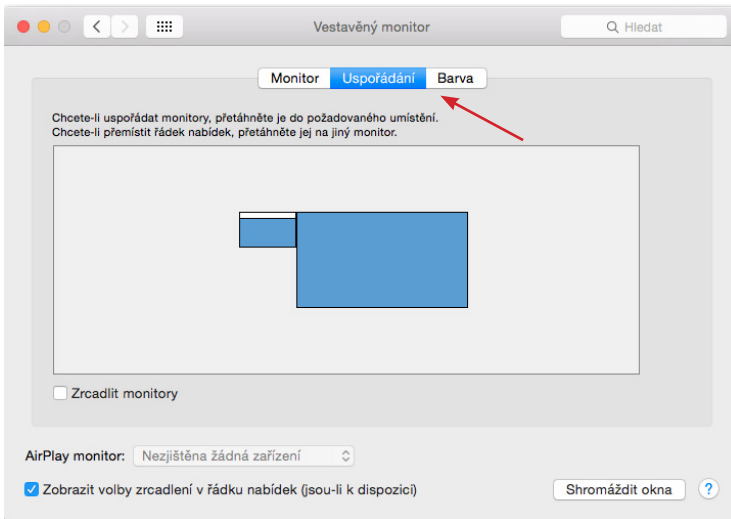 Vestavěný monitor
Hledat
Monitor Uspořádání Barva
Chcete-li uspořádat monitory, přetáhněte je do požadovaného umístění.
Chcete-li přemístit řádek nabídek, přetáhněte jej na jiný monitor.
Zrcadlit monitory
AirPlay monitor: Nezjištěna žádná zařízení
Zobrazit volby zrcadlení v řádku nabídek (jsou-li k dispozici)
Shromáždit okna ?